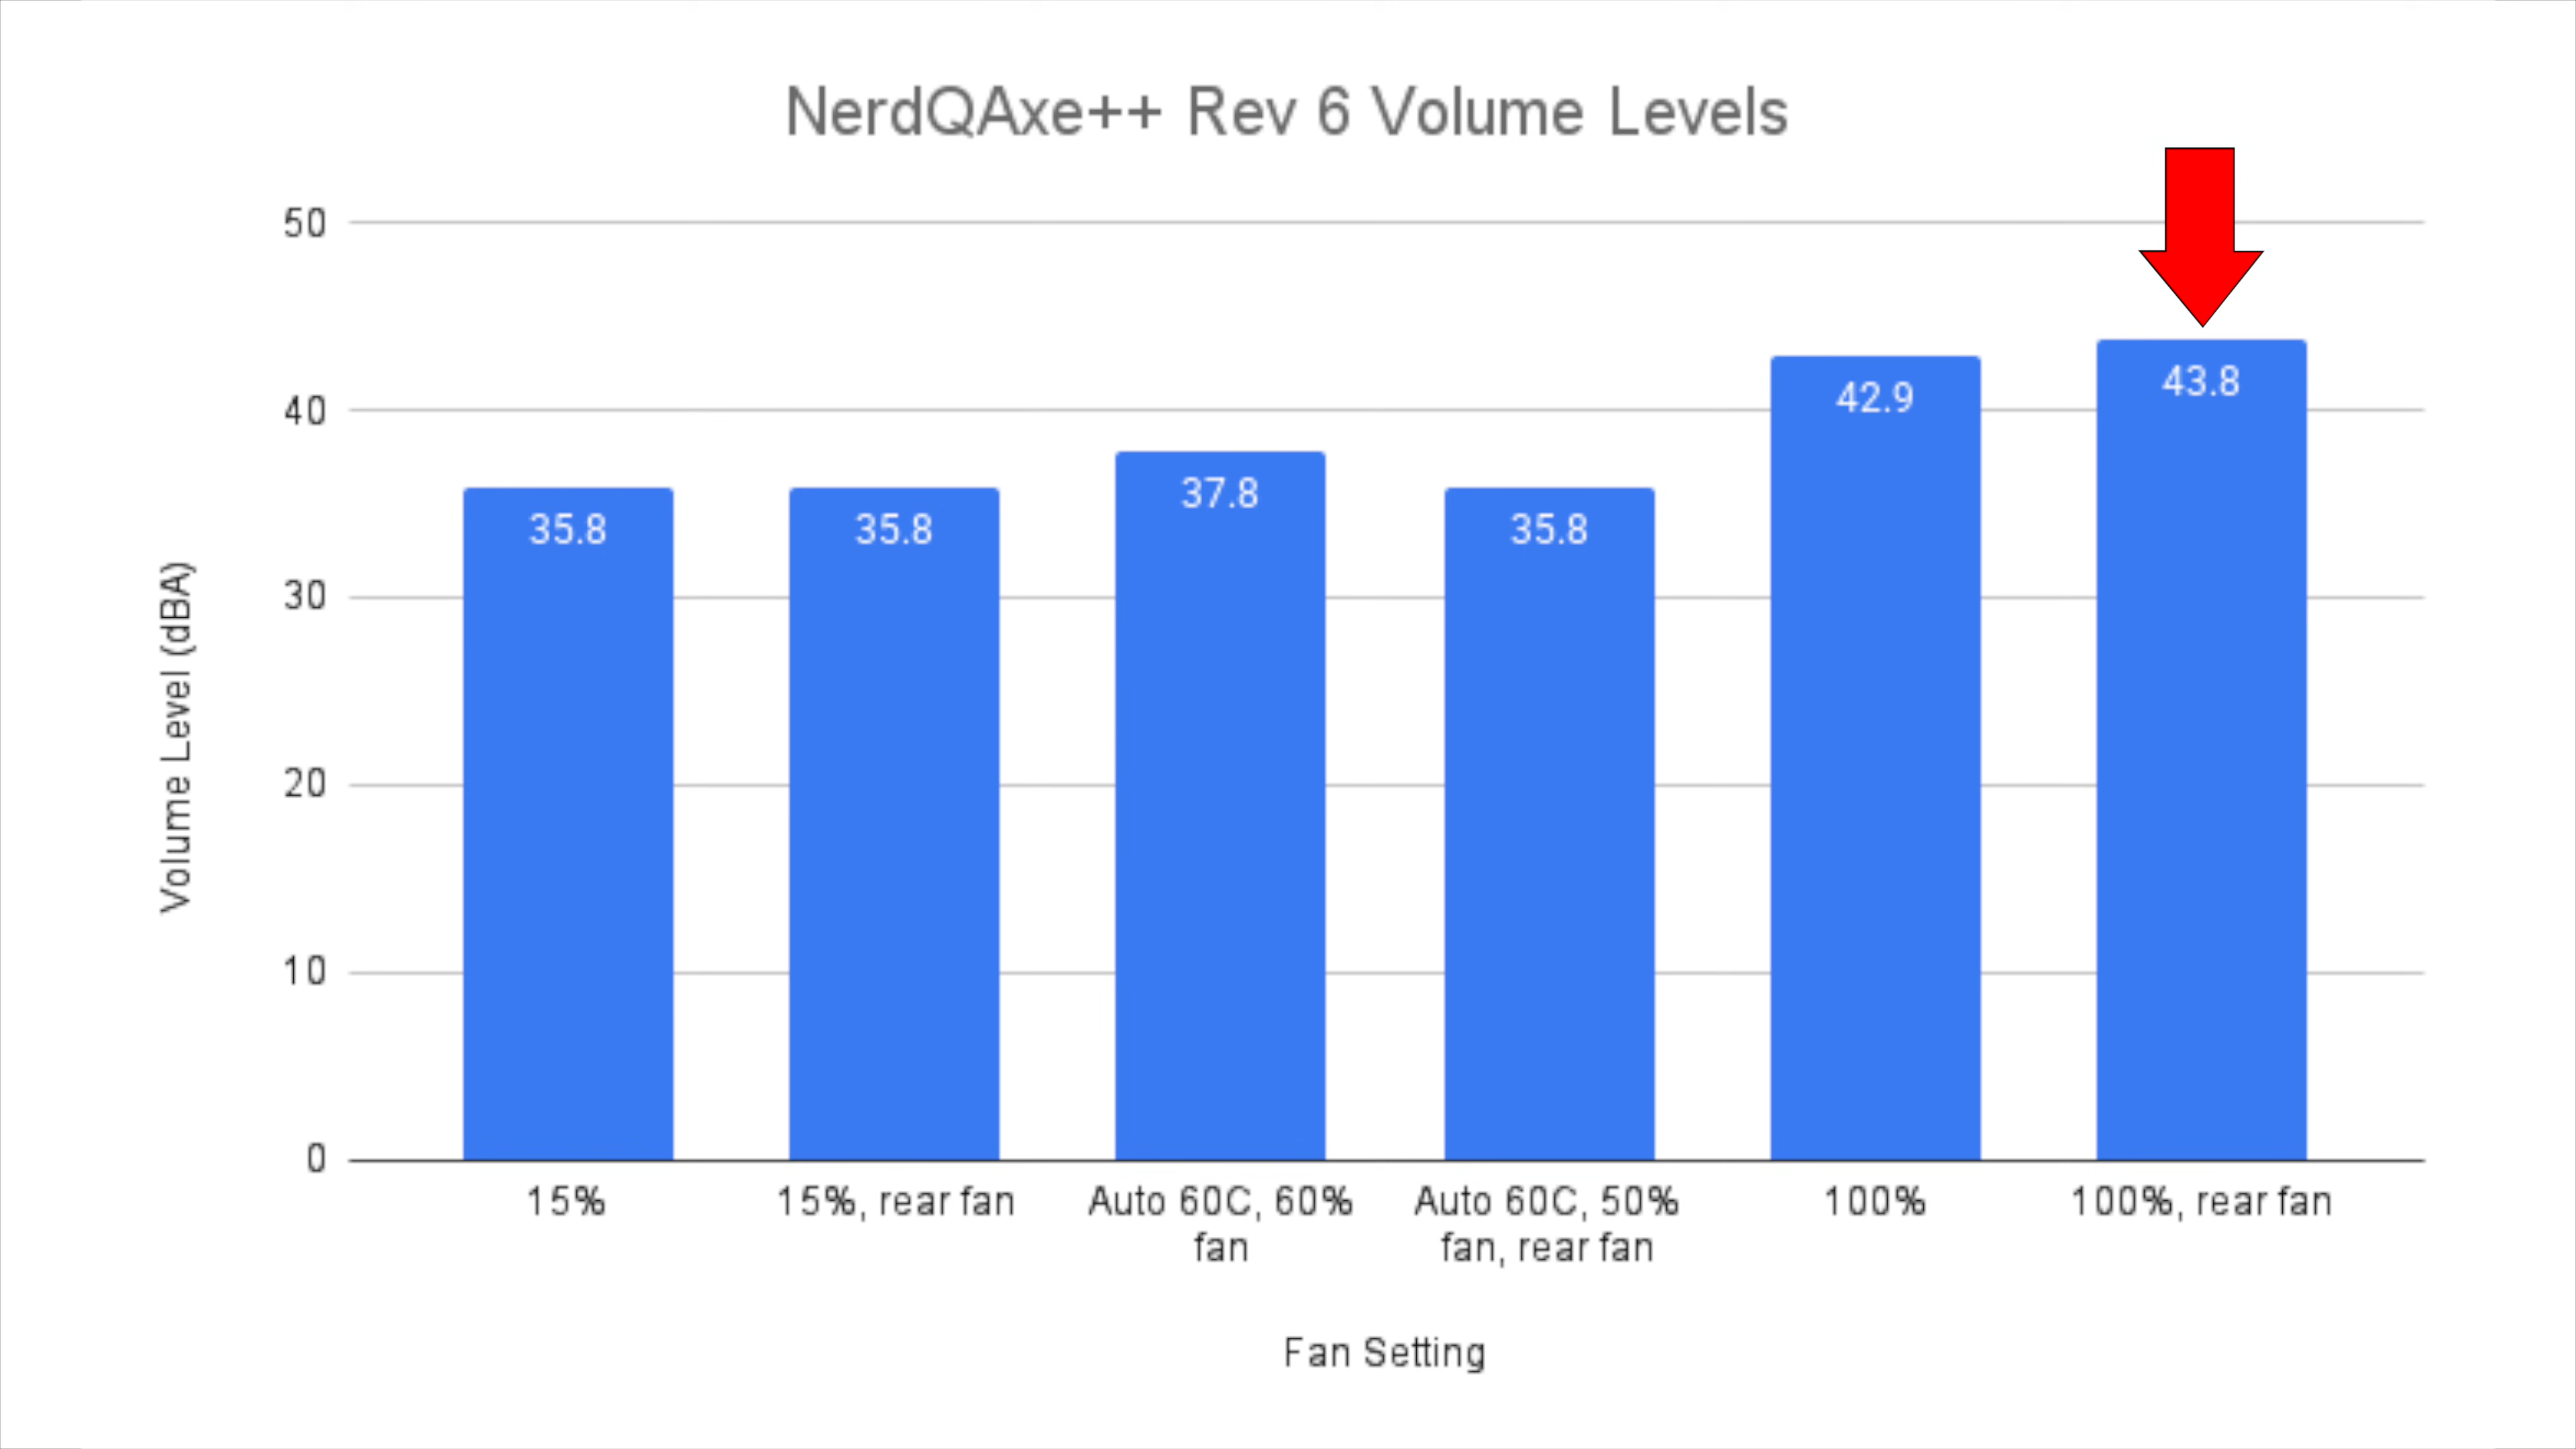 NerdQAxe++ Rev 6 Volume Levels
50
40
30
20
10
0
Volume Level (dBA)
35.8
35.8
37.8
35.8
42.9
43.8
15%
15%, rear fan
Auto 60C, 60%
fan
Auto 60C, 50%
fan, rear fan
100%
100%, rear fan
Fan Setting